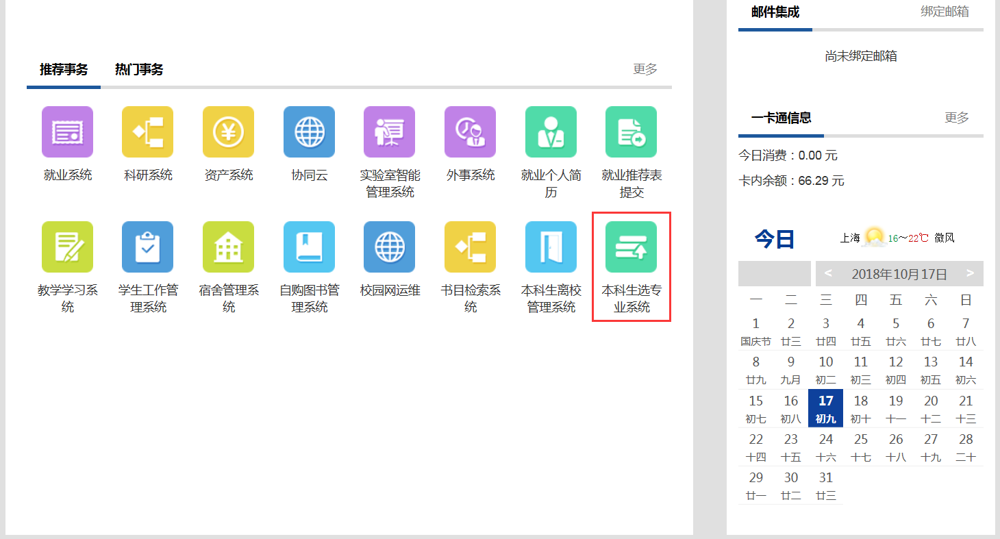 推荐事务 热门事务 更多
就业系统 科研系统 资产系统 协同云 实验室智能 外事系统 就业个人简 就业推荐表
管理系统 历 提交
教学学习系 学生工作管 宿舍管理系 自购图书管 校园网运维 书目检索系 本科生离校 本科生选专
统 理系统 统 理系统 统 管理系统 业系统
邮件集成 绑定邮箱
尚未绑定邮箱
一卡通信息 更多
今日消费：0.00 元
卡内余额：66.29 元
今日 上海 16～22℃ 微风
< 2018年10月17日 >
一 二 三 四 五 六 日
1 2 3 4 5 6 7
国庆节 廿三 廿四 廿五 廿六 廿七 廿八
8 9 10 11 12 13 14
廿九 九月 初二 初三 初四 初五 初六
15 16 17 18 19 20 21
初七 初八 初九 初十 十一 十二 十三
22 23 24 25 26 27 28
十四 十五 十六 十七 十八 十九 二十
29 30 31
廿一 廿二 廿三